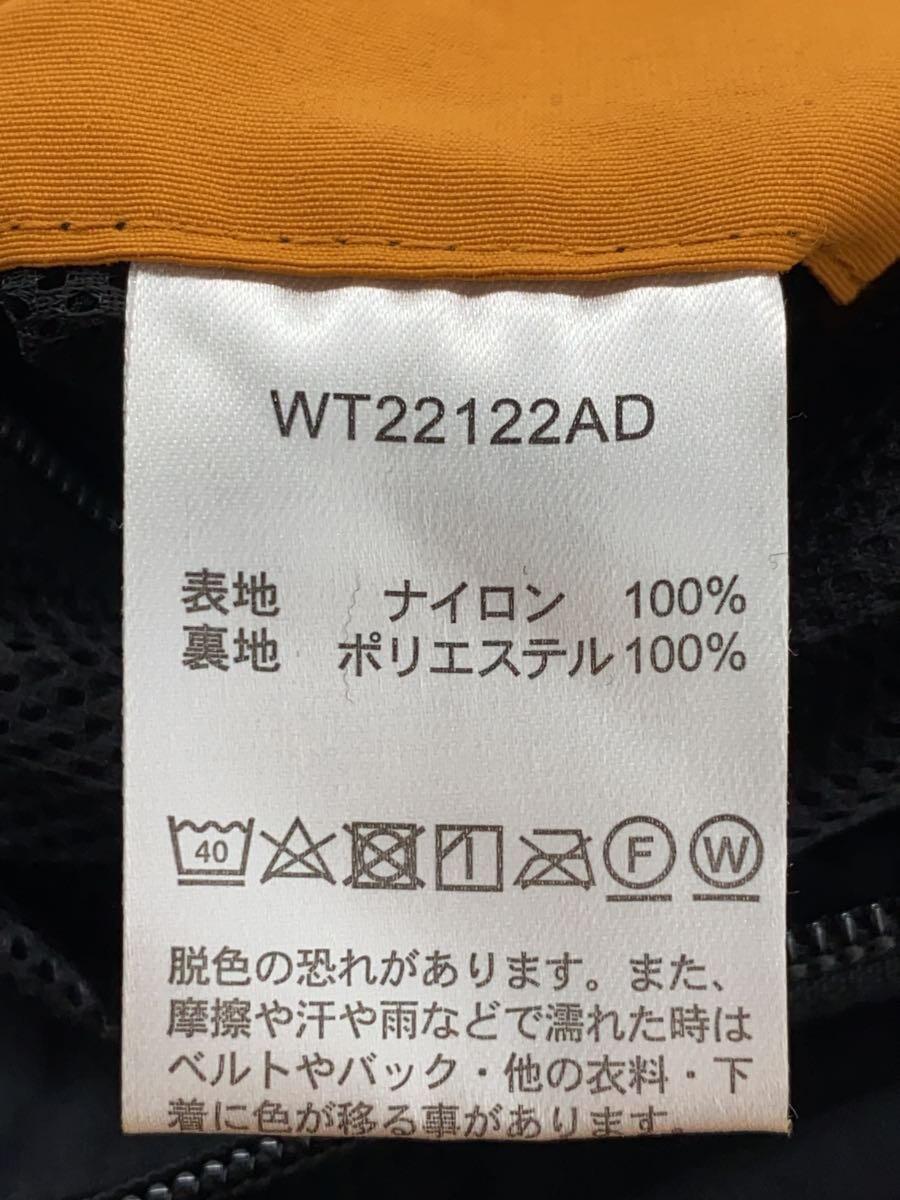 WT22122AD
表地 ナイロン 100%
裏地 ポリエステル 100%
40 F W
脱色の恐れがあります。また、
摩擦や汗や雨などで濡れた時は
ベルトやバック・他の衣料・下
着に色が移る事があります。